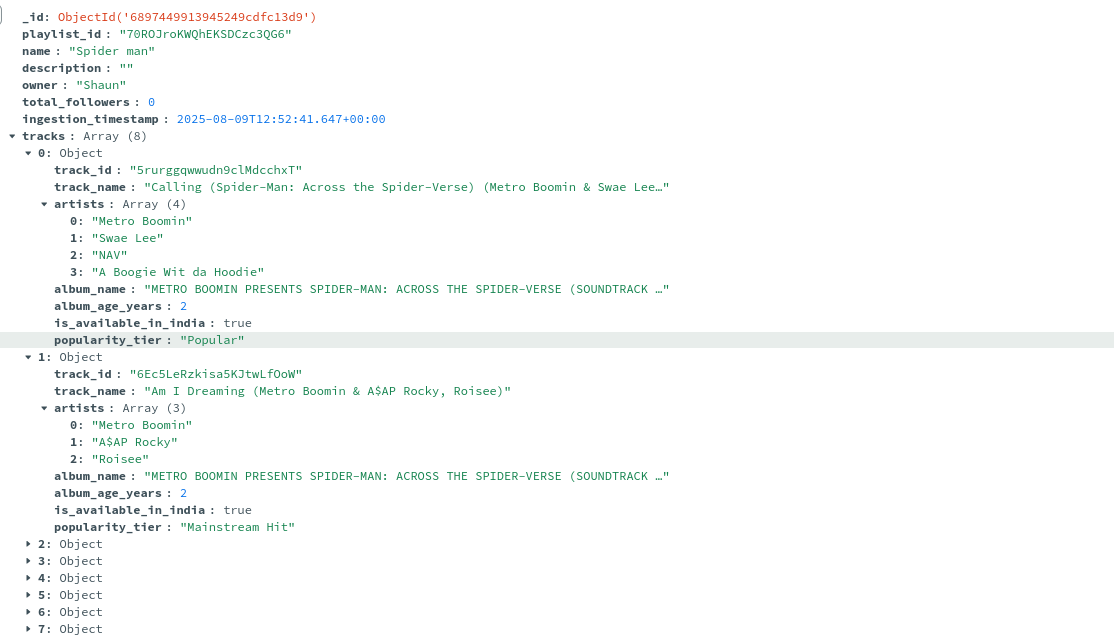 _id: ObjectId('6897449913945249cdfc13d9')
playlist_id : "70ROJroKWQhEKSDCzc3QG6"
name : "Spider man"
description : ""
owner : "Shaun"
total_followers : 0
ingestion_timestamp : 2025-08-09T12:52:41.647+00:00
tracks : Array (8)
0: Object
track_id : "5rurggqwwudn9clMdcchxT"
track_name : "Calling (Spider-Man: Across the Spider-Verse) (Metro Boomin & Swae Lee…"
artists : Array (4)
0: "Metro Boomin"
1: "Swae Lee"
2: "NAV"
3: "A Boogie Wit da Hoodie"
album_name : "METRO BOOMIN PRESENTS SPIDER-MAN: ACROSS THE SPIDER-VERSE (SOUNDTRACK …"
album_age_years : 2
is_available_in_india : true
popularity_tier : "Popular"
1: Object
track_id : "6Ec5LeRzkisa5KJtwLfOoW"
track_name : "Am I Dreaming (Metro Boomin & A$AP Rocky, Roisee)"
artists : Array (3)
0: "Metro Boomin"
1: "A$AP Rocky"
2: "Roisee"
album_name : "METRO BOOMIN PRESENTS SPIDER-MAN: ACROSS THE SPIDER-VERSE (SOUNDTRACK …"
album_age_years : 2
is_available_in_india : true
popularity_tier : "Mainstream Hit"
2: Object
3: Object
4: Object
5: Object
6: Object
7: Object